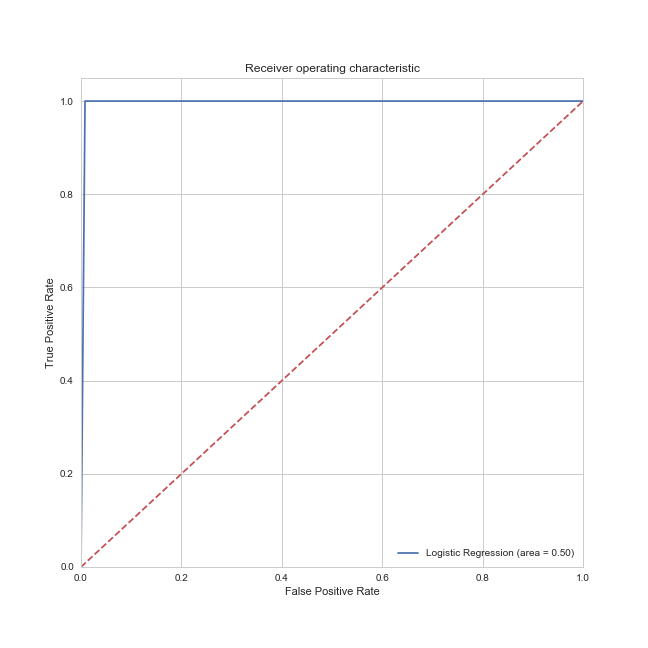 Receiver operating characteristic
1.0
0.8
0.6
0.4
0.2
0.0
True Positive Rate
Logistic Regression (area = 0.50)
0.0 0.2 0.4 0.6 0.8 1.0
False Positive Rate